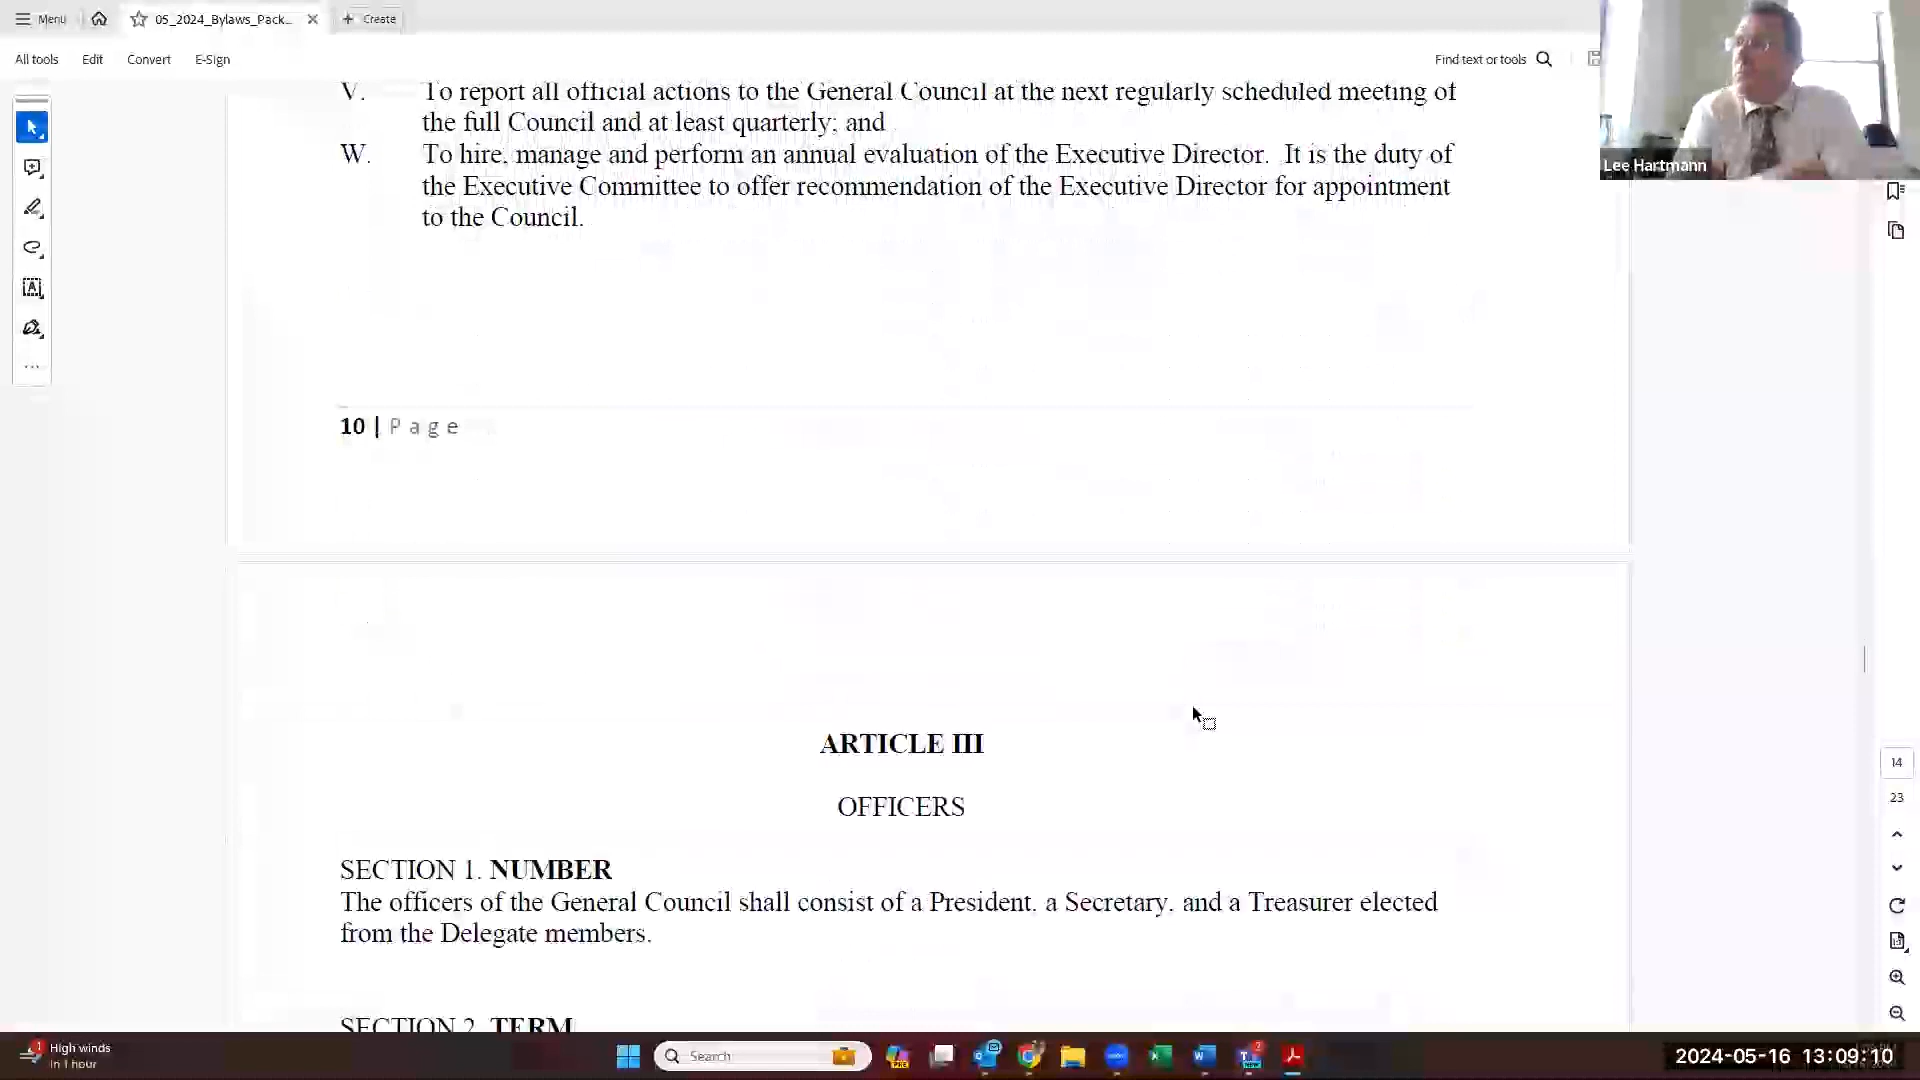 Menu
05_2024_Bylaws_Pack...
Create
All tools
Edit
Convert
E-Sign
Find text or tools
Lee Hartmann
V. To report all official actions to the General Council at the next regularly scheduled meeting of
the full Council and at least quarterly; and
W. To hire, manage and perform an annual evaluation of the Executive Director. It is the duty of
the Executive Committee to offer recommendation of the Executive Director for appointment
to the Council.
10 | Page
ARTICLE III
OFFICERS
SECTION 1. NUMBER
The officers of the General Council shall consist of a President, a Secretary, and a Treasurer elected
from the Delegate members.
SECTION 2. TERM
14
23
1
High winds
In 1 hour
Search
2
2024-05-16 13:09:10